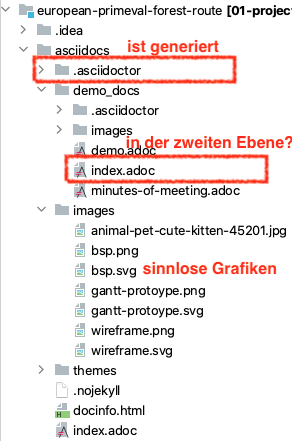 european-primeval-forest-route [01-projec
.idea
asciidocs
ist generiert
.asciidoctor
demo_docs
.asciidoctor
images
in der zweiten Ebene?
demo.adoc
index.adoc
minutes-of-meeting.adoc
images
animal-pet-cute-kitten-45201.jpg
bsp.png
bsp.svg
sinnlose Grafiken
gantt-protoype.png
gantt-protoype.svg
wireframe.png
wireframe.svg
themes
.nojekyll
docinfo.html
index.adoc